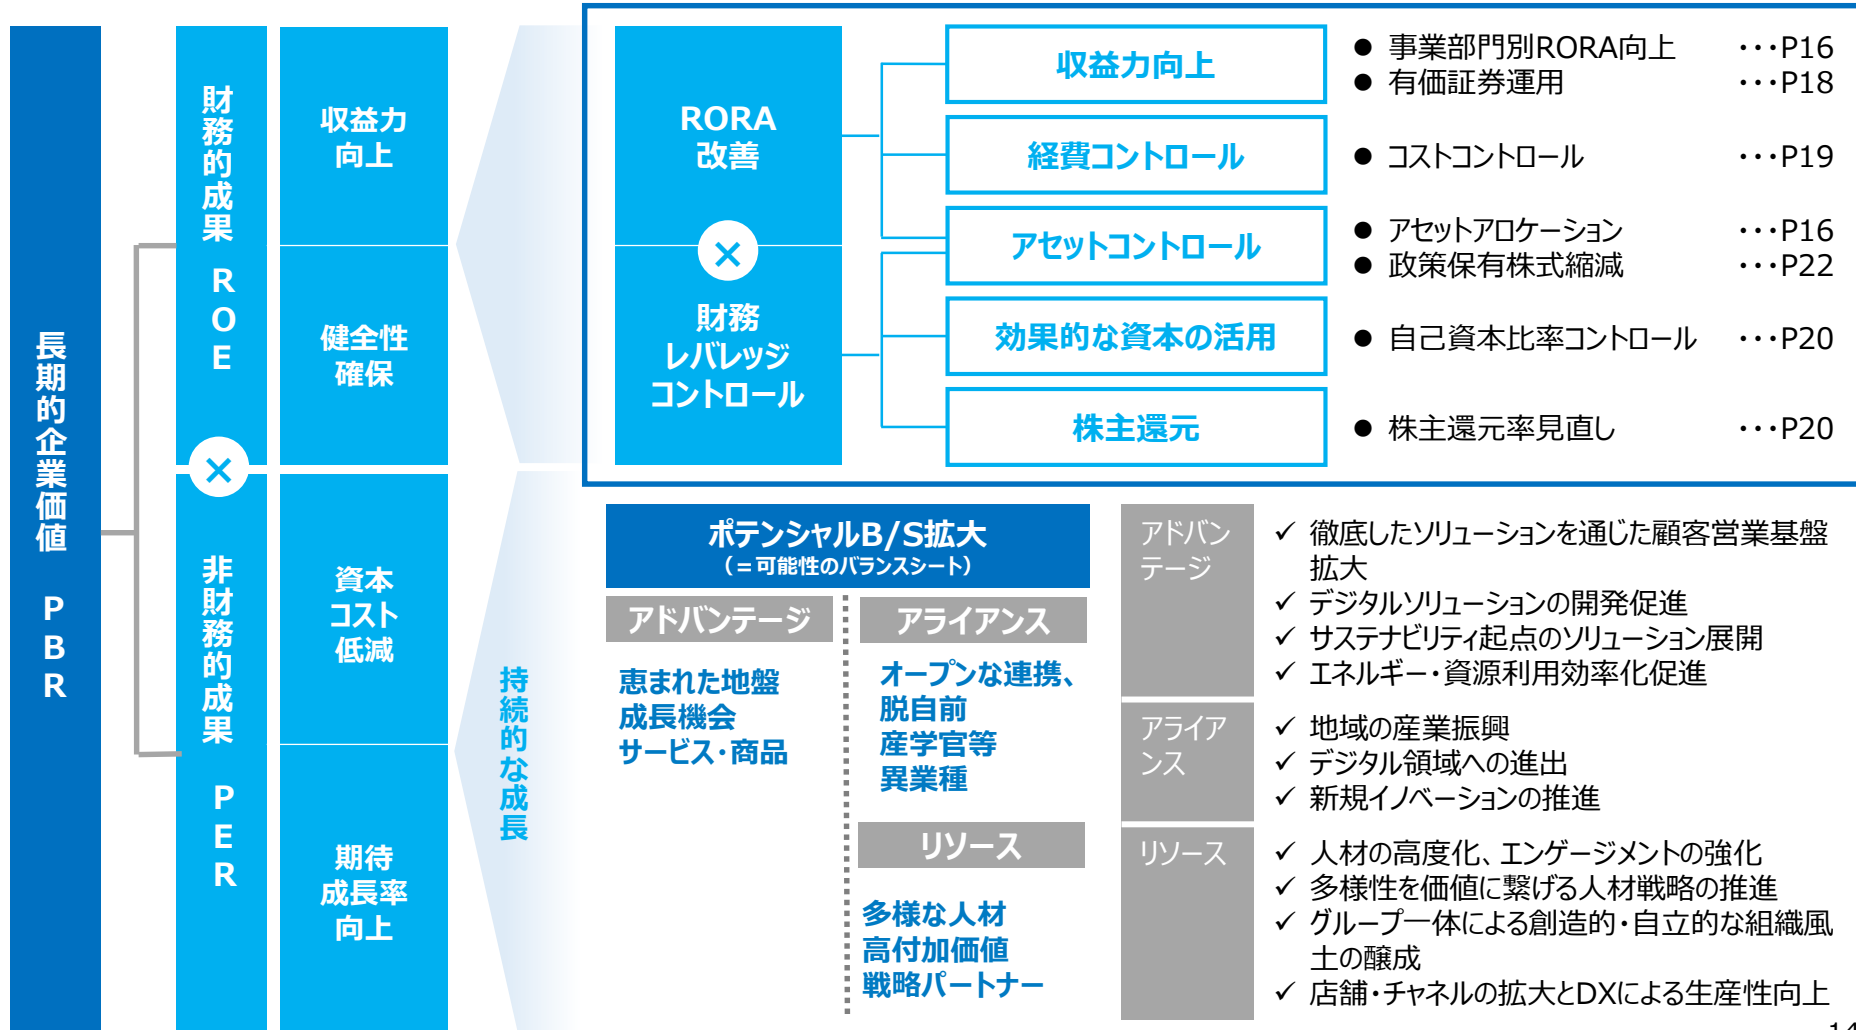 長期的企業価値 PBR
財務的成果 ROE
×
非財務的成果 PER
収益力
向上
健全性
確保
資本
コスト
低減
期待
成長率
向上
持続的な成長
RORA
改善
×
財務
レバレッジ
コントロール
収益力向上
● 事業部門別RORA向上 ・・・P16
● 有価証券運用 ・・・P18
経費コントロール
● コストコントロール ・・・P19
アセットコントロール
● アセットアロケーション ・・・P16
● 政策保有株式縮減 ・・・P22
効果的な資本の活用
● 自己資本比率コントロール ・・・P20
株主還元
● 株主還元率見直し ・・・P20
ポテンシャルB/S拡大
（＝可能性のバランスシート）
アドバンテージ
恵まれた地盤
成長機会
サービス・商品
アライアンス
オープンな連携、
脱自前
産学官等
異業種
リソース
多様な人材
高付加価値
戦略パートナー
アドバン
テージ
✓ 徹底したソリューションを通じた顧客営業基盤
拡大
✓ デジタルソリューションの開発促進
✓ サステナビリティ起点のソリューション展開
✓ エネルギー・資源利用効率化促進
アライア
ンス
✓ 地域の産業振興
✓ デジタル領域への進出
✓ 新規イノベーションの推進
リソース
✓ 人材の高度化、エンゲージメントの強化
✓ 多様性を価値に繋げる人材戦略の推進
✓ グループ一体による創造的・自立的な組織風
土の醸成
✓ 店舗・チャネルの拡大とDXによる生産性向上
14